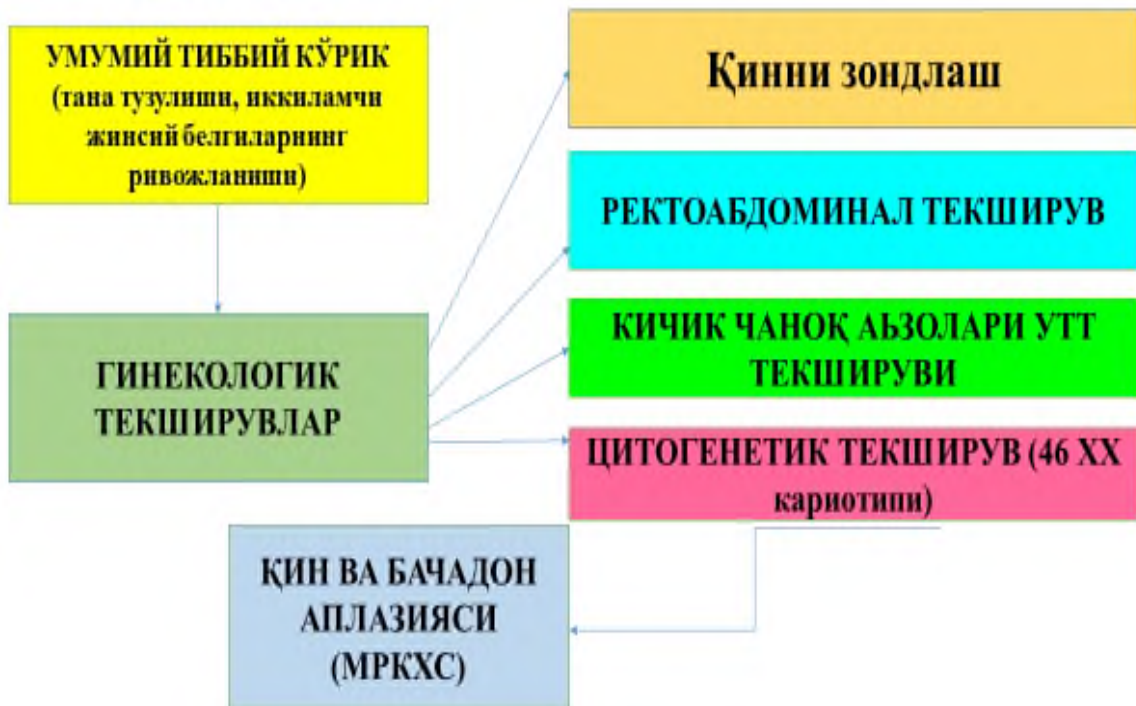 УМУМИЙ ТИББИЙ КЎРИК
(тана тузулиши, иккиламчи
жинсий белгиларнинг
ривожланиши)
Қинни зондлаш
РЕКТОАБДОМИНАЛ ТЕКШИРУВ
КИЧИК ЧАНОҚ АЬЗОЛАРИ УТТ
ТЕКШИРУВИ
ГИНЕКОЛОГИК
ТЕКШИРУВЛАР
ЦИТОГЕНЕТИК ТЕКШИРУВ (46 ХХ
кариотипи)
ҚИН ВА БАЧАДОН
АПЛАЗИЯСИ
(МРКХС)